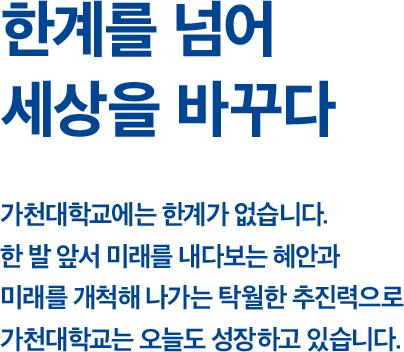 한계를 넘어
세상을 바꾸다
가천대학교에는 한계가 없습니다.
한 발 앞서 미래를 내다보는 혜안과
미래를 개척해 나가는 탁월한 추진력으로
가천대학교는 오늘도 성장하고 있습니다.